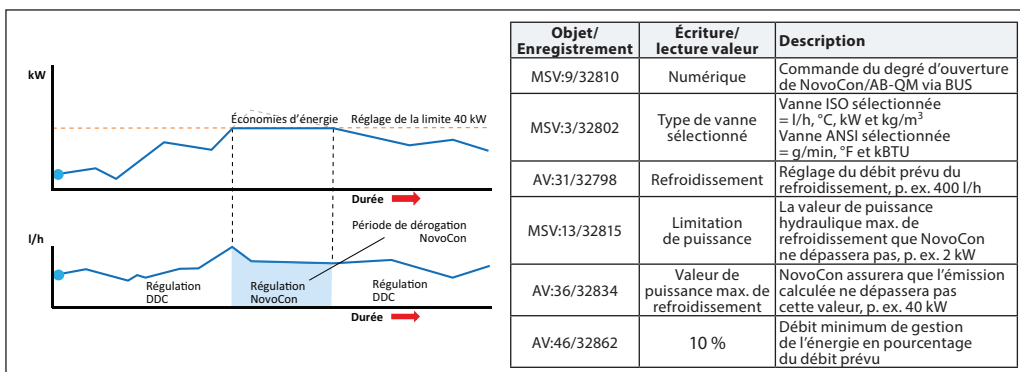 kW
Économies d'énergie
Réglage de la limite 40 kW
Durée
Période de dérogation
NovoCon
l/h
Régulation
DDC
Régulation
NovoCon
Régulation
DDC
Durée
Objet/
Enregistrement
Écriture/
lecture valeur
Description
MSV:9/32810
Numérique
Commande du degré d'ouverture
de NovoCon/AB-QM via BUS
MSV:3/32802
Type de vanne
sélectionné
Vanne ISO sélectionnée
= l/h, °C, kW et kg/m³
Vanne ANSI sélectionnée
= g/min, °F et kBTU
AV:31/32798
Refroidissement
Réglage du débit prévu du
refroidissement, p. ex. 400 l/h
MSV:13/32815
Limitation
de puissance
La valeur de puissance
hydraulique max. de
refroidissement que NovoCon
ne dépassera pas, p. ex. 2 kW
AV:36/32834
Valeur de
puissance max. de
refroidissement
NovoCon assurera que l'émission
calculée ne dépassera pas
cette valeur, p. ex. 40 kW
AV:46/32862
10 %
Débit minimum de gestion
de l'énergie en pourcentage
du débit prévu